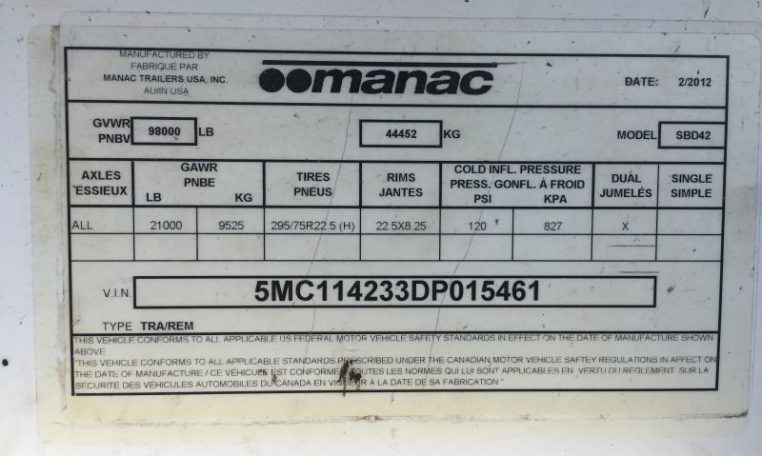 MANUFACTURED BY
FABRIQUÉ PAR
MANAC TRAILERS USA, INC.
AU/IN USA
manac
DATE: 2/2012
GVWR
PNBV 98000 LB 44452 KG MODEL SBD42
AXLES
ESSIEUX
GAWR
PNBE
LB KG
TIRES
PNEUS
RIMS
JANTES
COLD INFL. PRESSURE
PRESS. GONFL. À FROID
PSI KPA
DUAL
JUMELÉS
SINGLE
SIMPLE
ALL 21000 9525 295/75R22.5 (H) 22.5X8.25 120 827 X
V.I.N. 5MC114233DP015461
TYPE TRA/REM
THIS VEHICLE CONFORMS TO ALL APPLICABLE US FEDERAL MOTOR VEHICLE SAFETY STANDARDS IN EFFECT ON THE DATE OF MANUFACTURE SHOWN
ABOVE
"THIS VEHICLE CONFORMS TO ALL APPLICABLE STANDARDS PRESCRIBED UNDER THE CANADIAN MOTOR VEHICLE SAFTEY REGULATIONS IN AFFECT ON
THE DATE OF MANUFACTURE / CE VÉHICULE EST CONFORME TOUTES LES NORMES QUI LUI SONT APPLICABLES EN VERTU DU RÈGLEMENT SUR LA
SÉCURITÉ DES VÉHICULES AUTOMOBILES DU CANADA EN VIGUEUR À LA DATE DE SA FABRICATION"